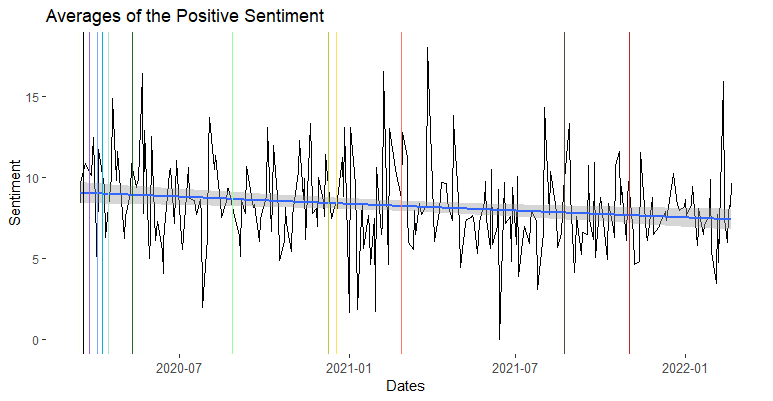 Averages of the Positive Sentiment
Sentiment
15
10
5
0
2020-07
2021-01
2021-07
2022-01
Dates